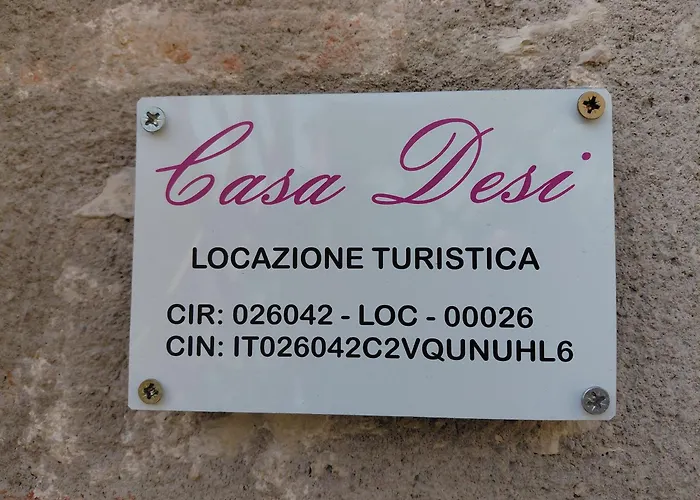 Casa Desi
LOCAZIONE TURISTICA
CIR: 026042 - LOC - 00026
CIN: IT026042C2VQUNUHL6